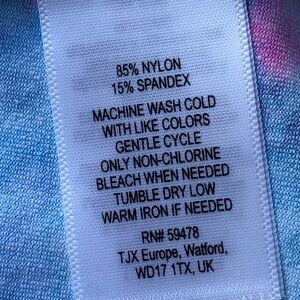 85% NYLON
15% SPANDEX
MACHINE WASH COLD
WITH LIKE COLORS
GENTLE CYCLE
ONLY NON-CHLORINE
BLEACH WHEN NEEDED
TUMBLE DRY LOW
WARM IRON IF NEEDED
RN# 59478
TJX Europe, Watford,
WD17 1TX, UK